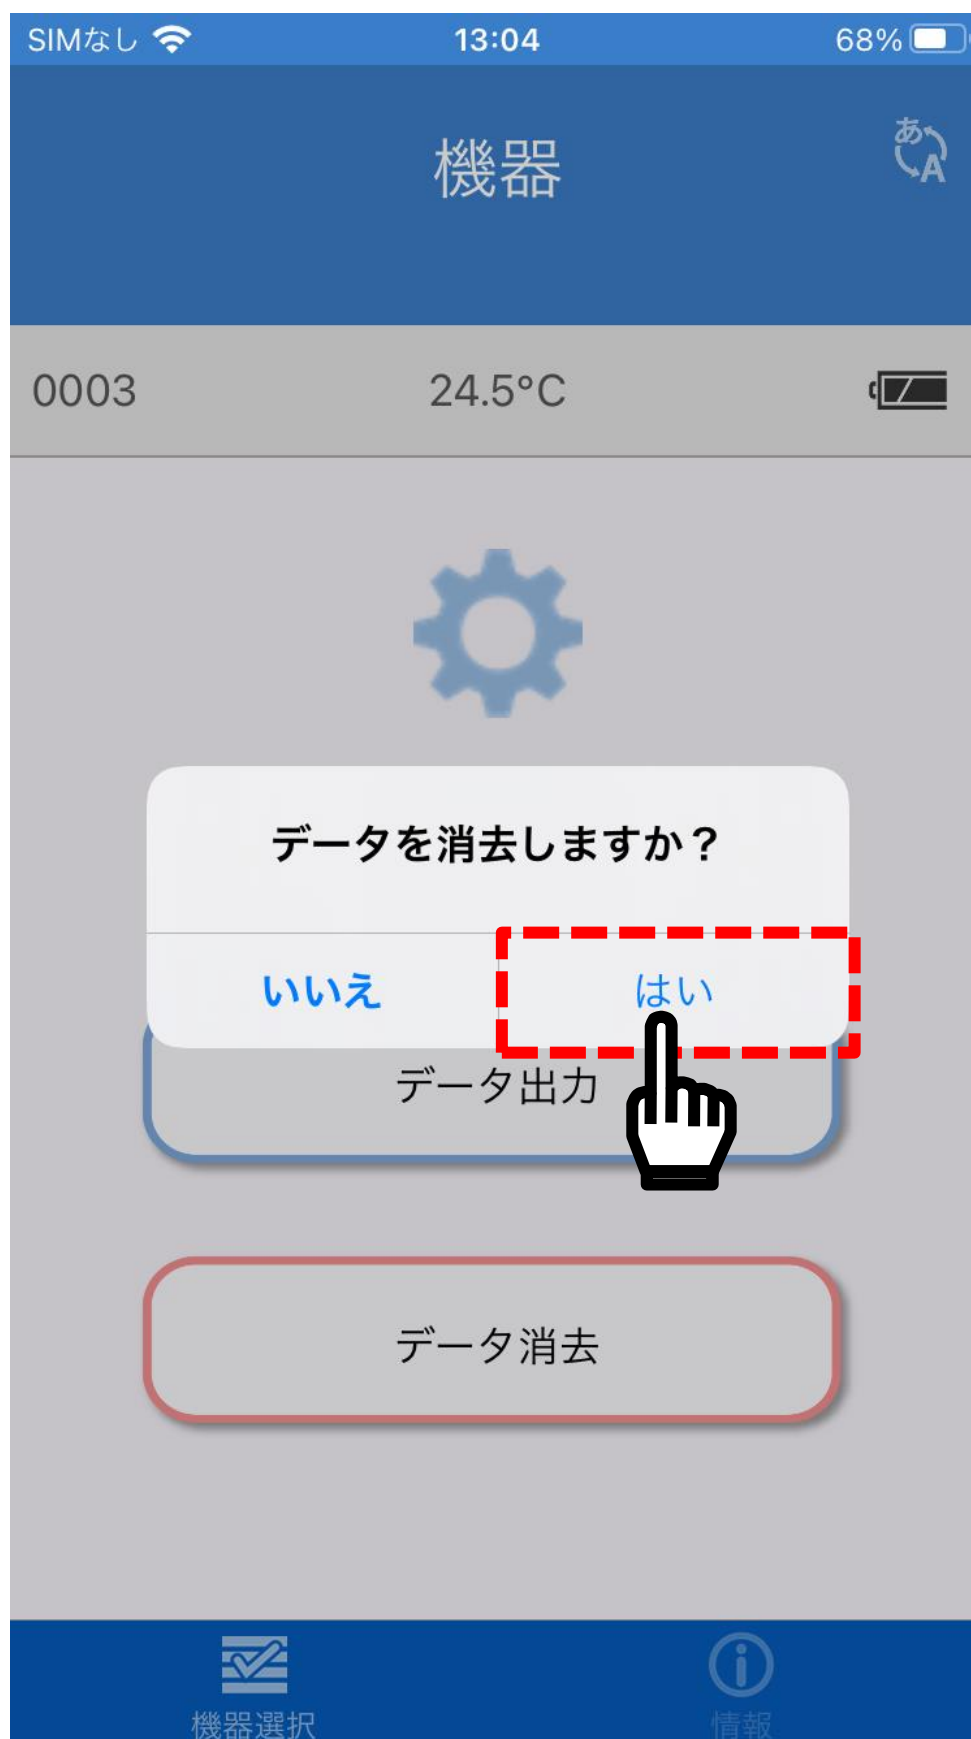 SIMなし 13:04 68%
機器
あ
A
0003 24.5°C
データを消去しますか？
いいえ はい
データ出力
データ消去
機器選択 情報